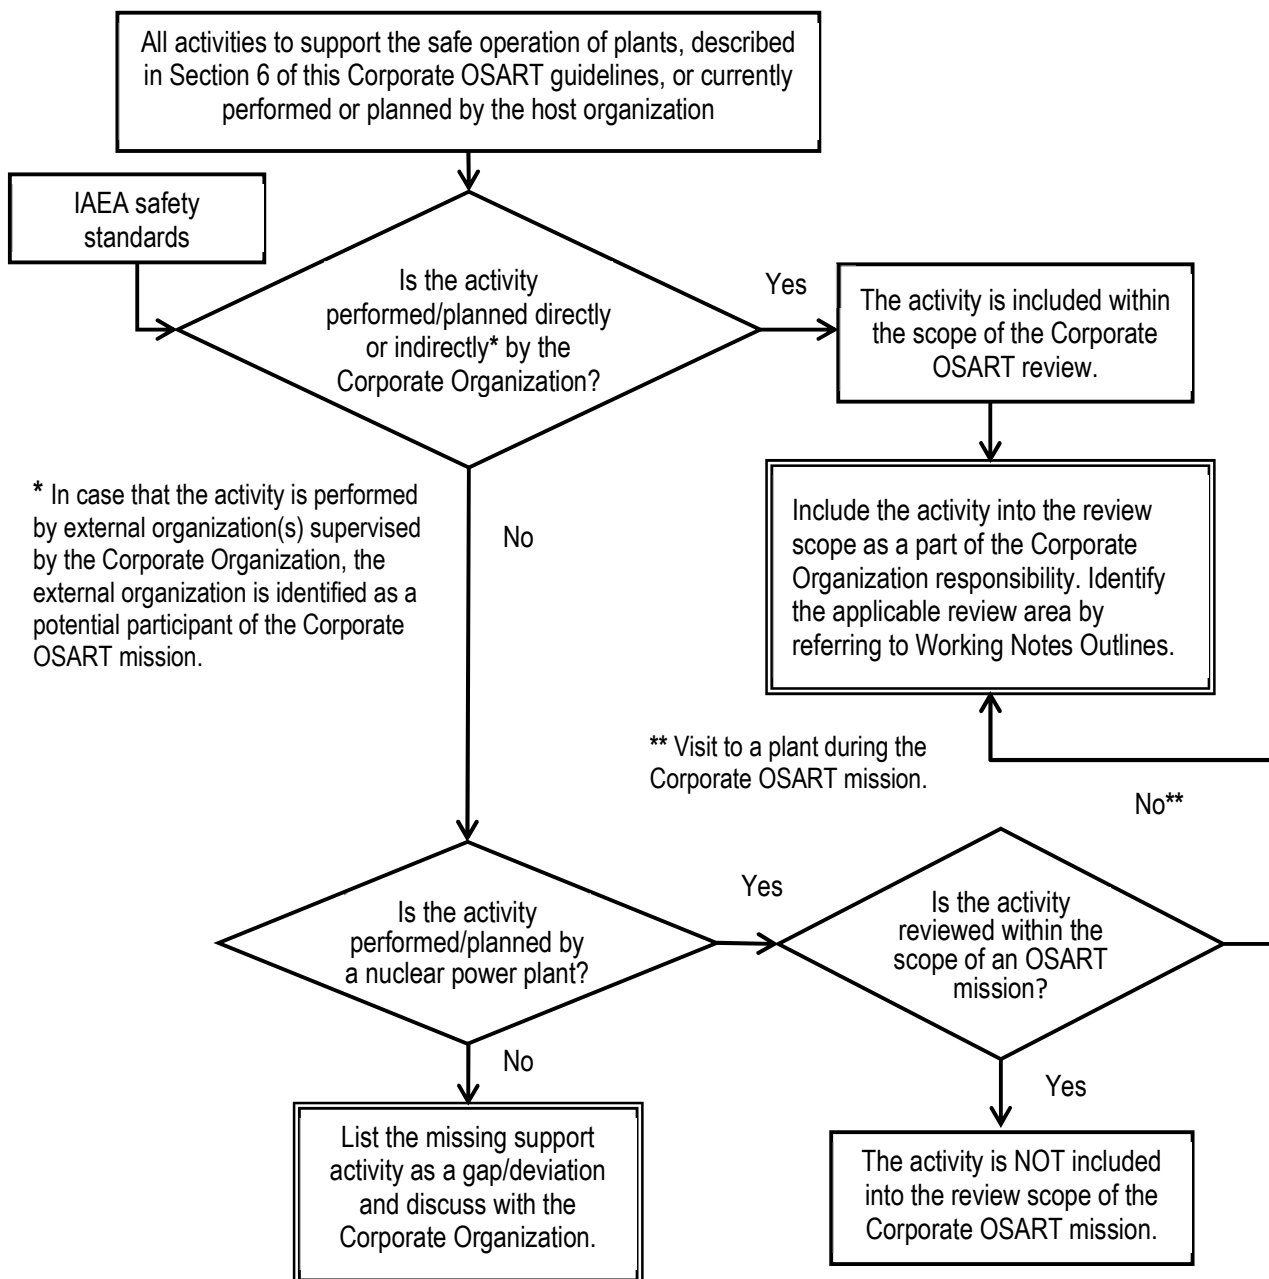 All activities to support the safe operation of plants, described
in Section 6 of this Corporate OSART guidelines, or currently
performed or planned by the host organization
IAEA safety
standards
Is the activity
performed/planned directly
or indirectly* by the
Corporate Organization?
Yes
The activity is included within
the scope of the Corporate
OSART review.
* In case that the activity is performed
by external organization(s) supervised
by the Corporate Organization, the
external organization is identified as a
potential participant of the Corporate
OSART mission.
No
Include the activity into the review
scope as a part of the Corporate
Organization responsibility. Identify
the applicable review area by
referring to Working Notes Outlines.
** Visit to a plant during the
Corporate OSART mission.
No**
Is the activity
performed/planned by
a nuclear power plant?
Yes
Is the activity
reviewed within the
scope of an OSART
mission?
No
Yes
List the missing support
activity as a gap/deviation
and discuss with the
Corporate Organization.
The activity is NOT included
into the review scope of the
Corporate OSART mission.